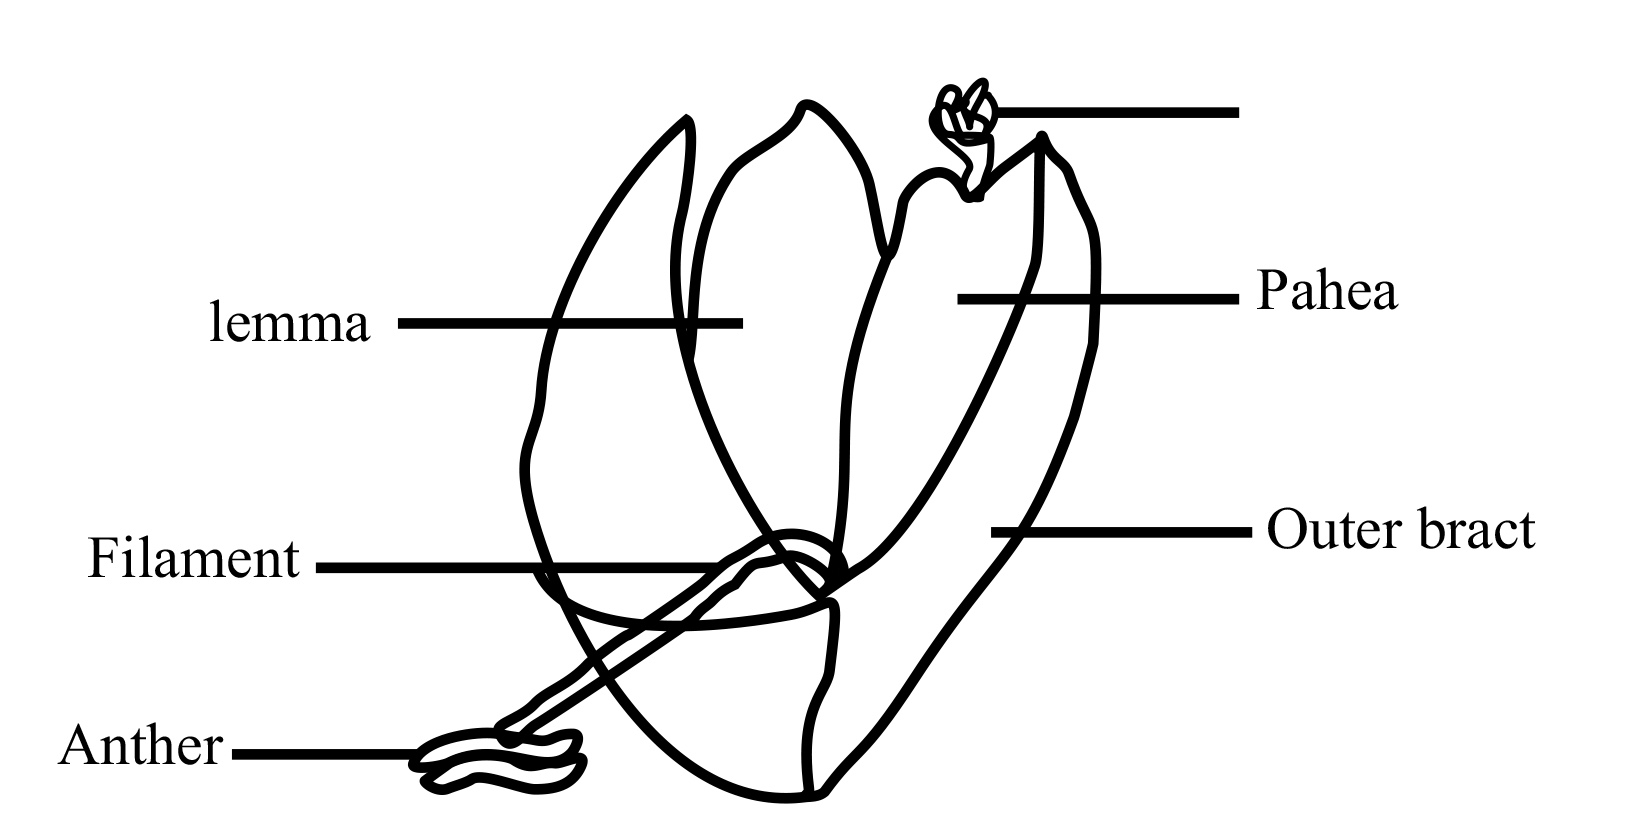 lemma
Pahea
Filament
Outer bract
Anther